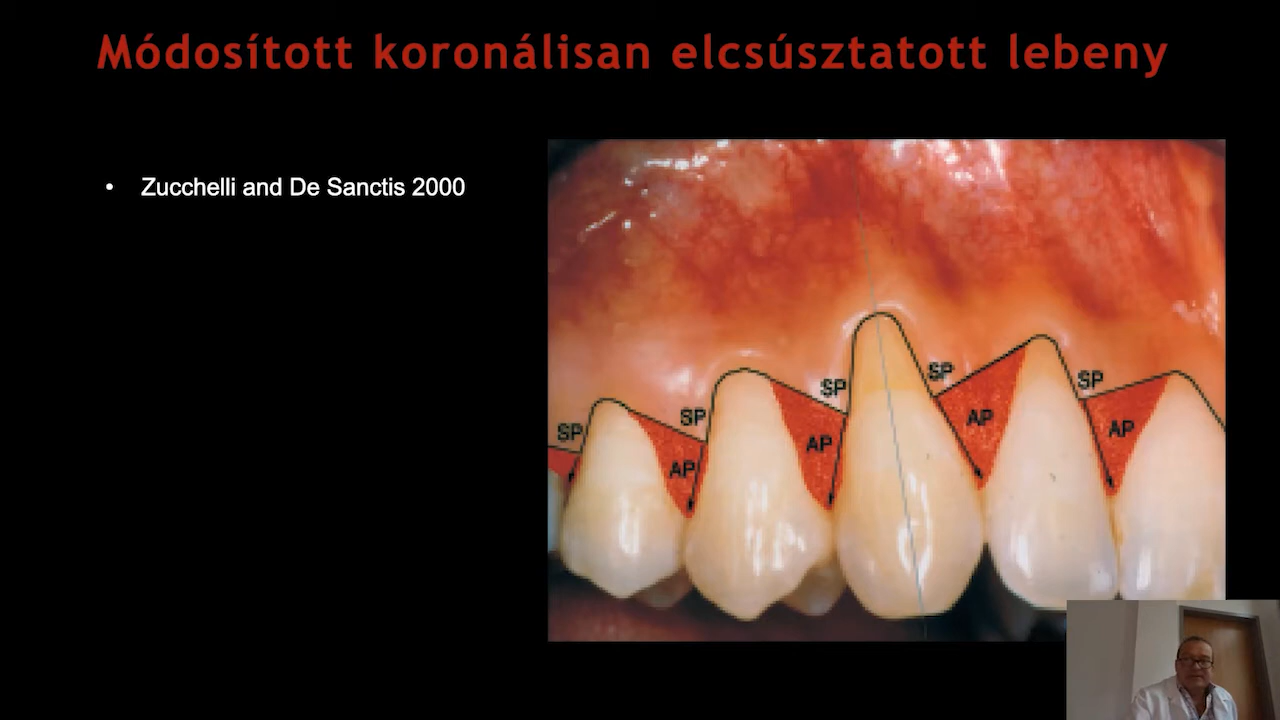 Módosított koronálisan elcsúsztatott lebeny
• Zucchelli and De Sanctis 2000
SP
SP
SP
SP
SP
AP
AP
AP
AP